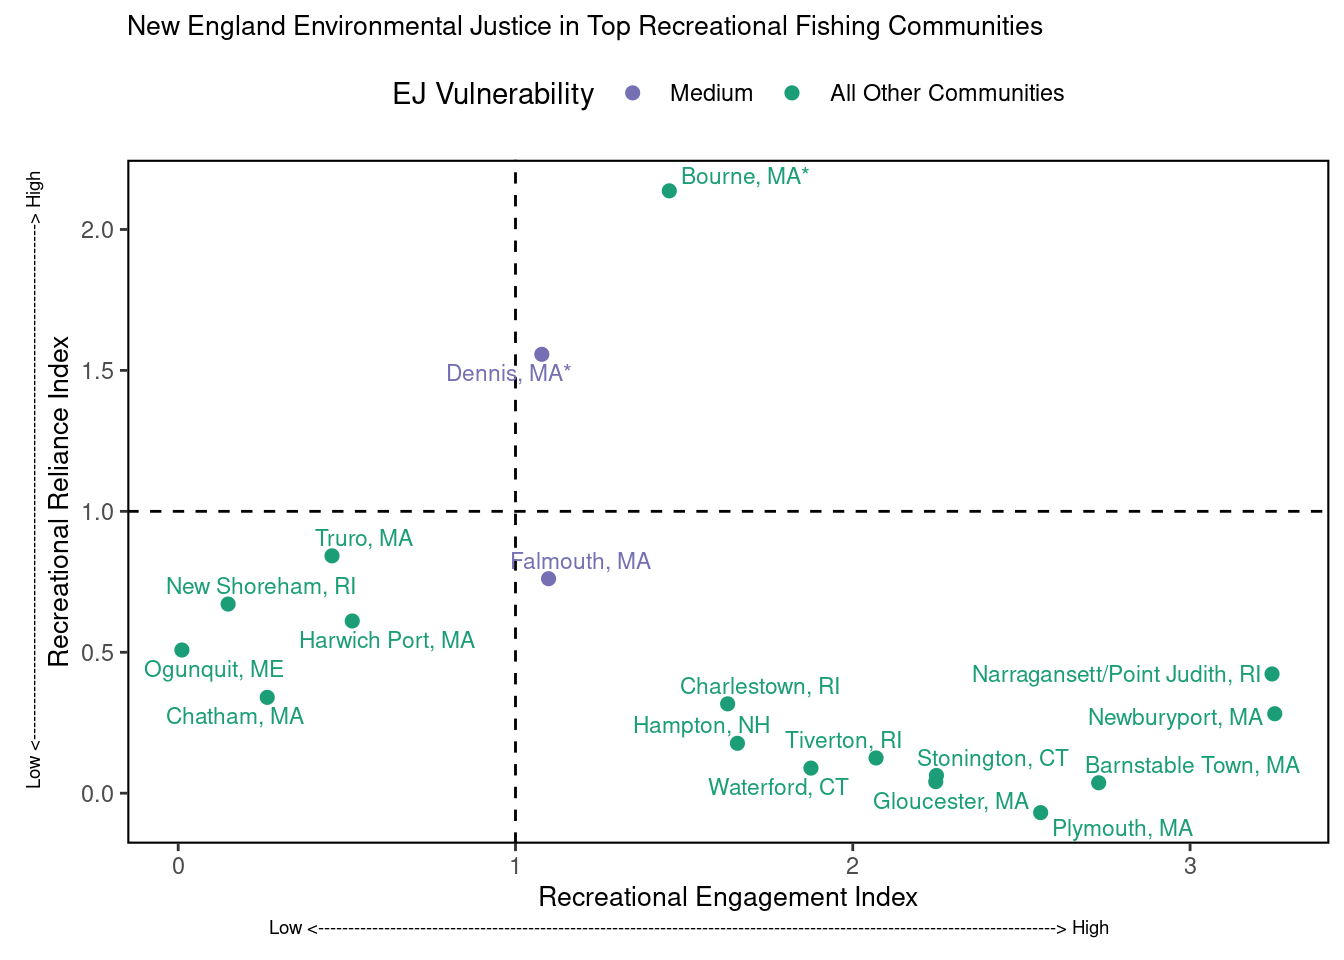 New England Environmental Justice in Top Recreational Fishing Communities
EJ Vulnerability Medium All Other Communities
Low <--------------------------------------------------------------------------------> High
Recreational Reliance Index
2.0
1.5
1.0
0.5
0.0
Bourne, MA*
Dennis, MA*
Truro, MA
Falmouth, MA
New Shoreham, RI
Harwich Port, MA
Ogunquit, ME
Chatham, MA
Narragansett/Point Judith, RI
Charlestown, RI
Newburyport, MA
Hampton, NH
Tiverton, RI
Stonington, CT
Barnstable Town, MA
Waterford, CT
Gloucester, MA
Plymouth, MA
0 1 2 3
Recreational Engagement Index
Low <--------------------------------------------------------------------------------------------------------------------> High